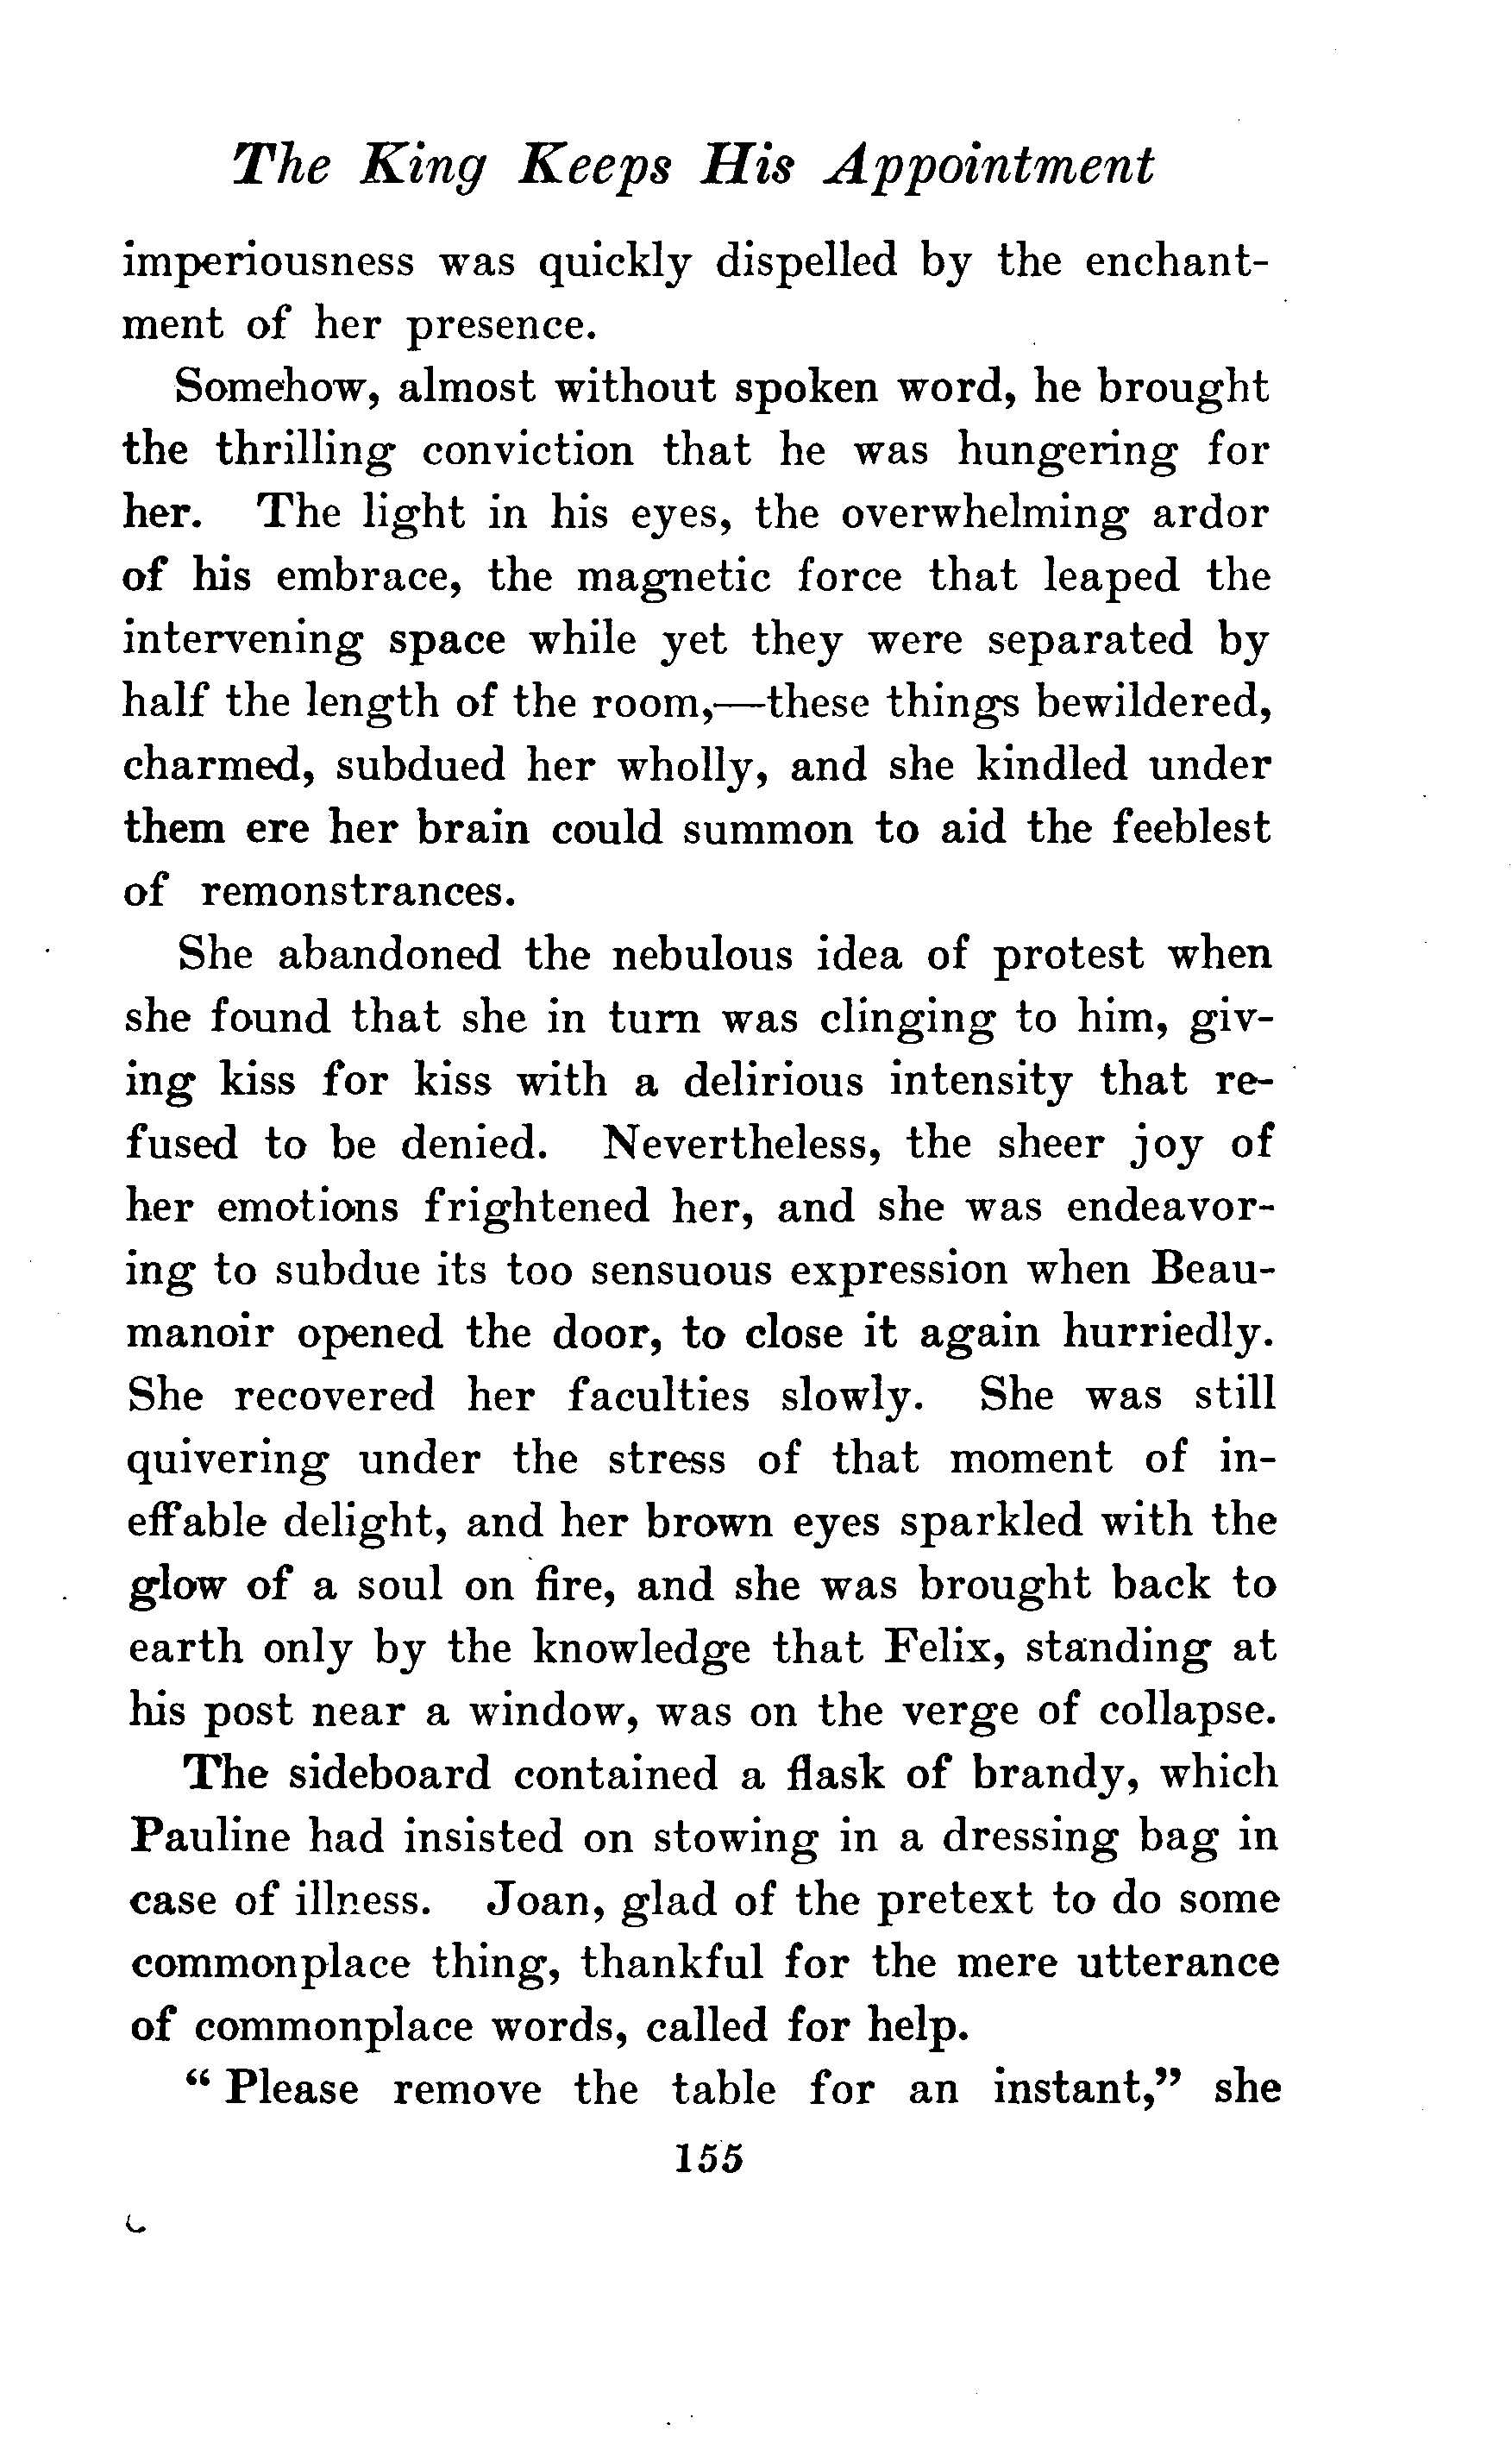 The King Keeps His Appointment
imperiousness was quickly dispelled by the enchant-
ment of her presence.
Somehow, almost without spoken word, he brought
the thrilling conviction that he was hungering for
her. The light in his eyes, the overwhelming ardor
of his embrace, the magnetic force that leaped the
intervening space while yet they were separated by
half the length of the room,—these things bewildered,
charmed, subdued her wholly, and she kindled under
them ere her brain could summon to aid the feeblest
of remonstrances.
She abandoned the nebulous idea of protest when
she found that she in turn was clinging to him, giv-
ing kiss for kiss with a delirious intensity that re-
fused to be denied. Nevertheless, the sheer joy of
her emotions frightened her, and she was endeavor-
ing to subdue its too sensuous expression when Beau-
manoir opened the door, to close it again hurriedly.
She recovered her faculties slowly. She was still
quivering under the stress of that moment of in-
effable delight, and her brown eyes sparkled with the
glow of a soul on fire, and she was brought back to
earth only by the knowledge that Felix, standing at
his post near a window, was on the verge of collapse.
The sideboard contained a flask of brandy, which
Pauline had insisted on stowing in a dressing bag in
case of illness. Joan, glad of the pretext to do some
commonplace thing, thankful for the mere utterance
of commonplace words, called for help.
“ Please remove the table for an instant,” she
155